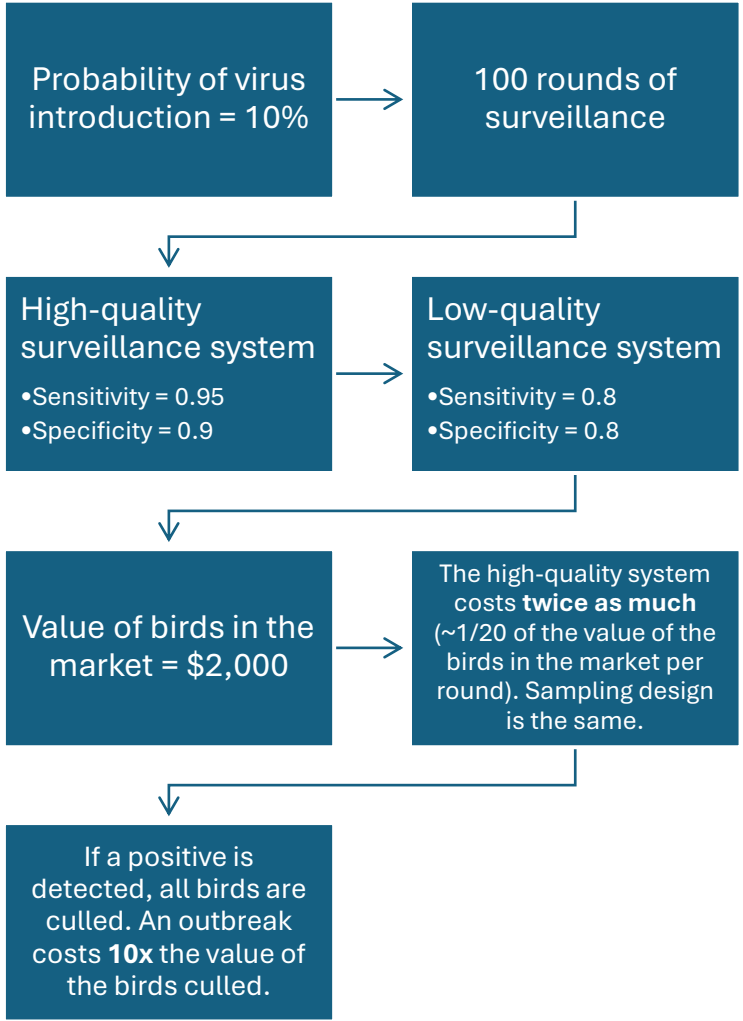 Probability of virus
introduction = 10%
100 rounds of
surveillance
High-quality
surveillance system
•Sensitivity = 0.95
•Specificity = 0.9
Low-quality
surveillance system
•Sensitivity = 0.8
•Specificity = 0.8
Value of birds in the
market = $2,000
The high-quality system
costs twice as much
(~1/20 of the value of the
birds in the market per
round). Sampling design
is the same.
If a positive is
detected, all birds are
culled. An outbreak
costs 10x the value of
the birds culled.